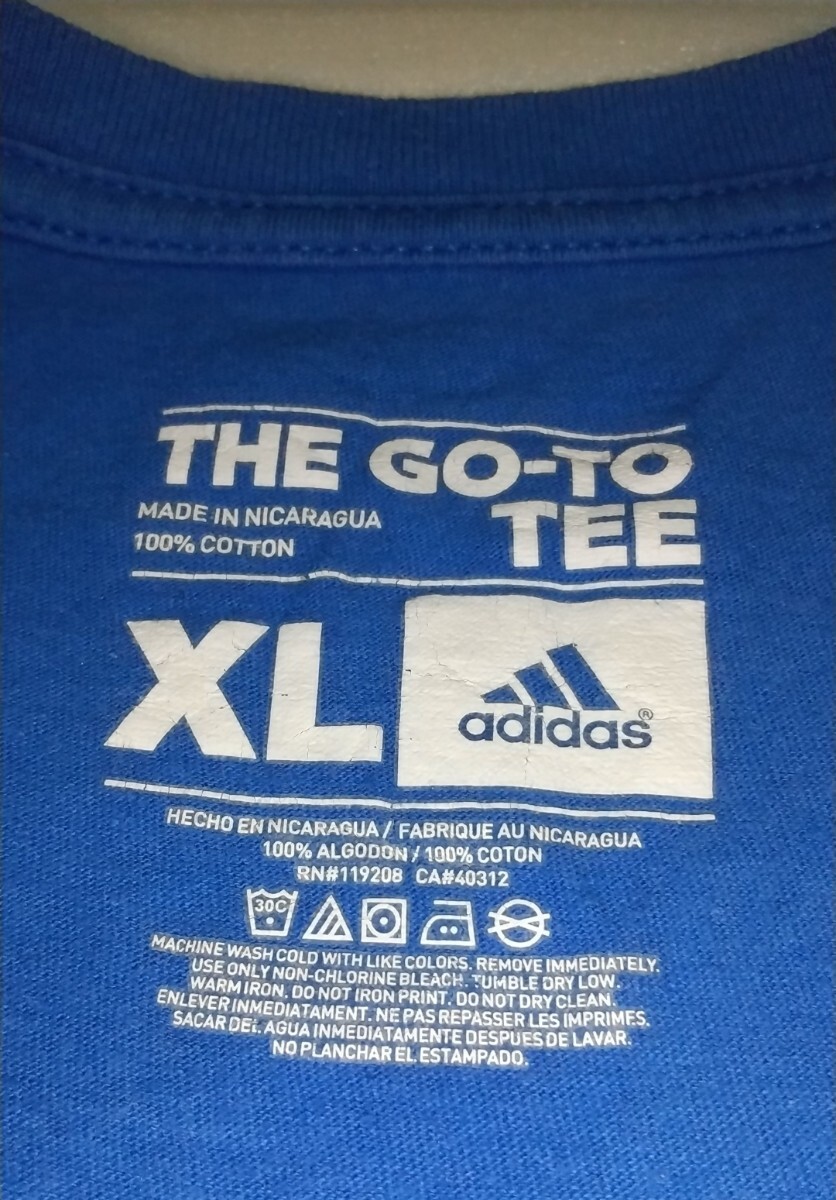 THE GO-TO
TEE
MADE IN NICARAGUA
100% COTTON
XL
adidas®
HECHO EN NICARAGUA / FABRIQUE AU NICARAGUA
100% ALGODON / 100% COTON
RN#119208 CA#40312
30C
MACHINE WASH COLD WITH LIKE COLORS. REMOVE IMMEDIATELY.
USE ONLY NON-CHLORINE BLEACH. TUMBLE DRY LOW.
WARM IRON. DO NOT IRON PRINT. DO NOT DRY CLEAN.
ENLEVER INMEDIATAMENT. NE PAS REPASSER LES IMPRIMES.
SACAR DEL AGUA INMEDIATAMENTE DESPUES DE LAVAR.
NO PLANCHAR EL ESTAMPADO.